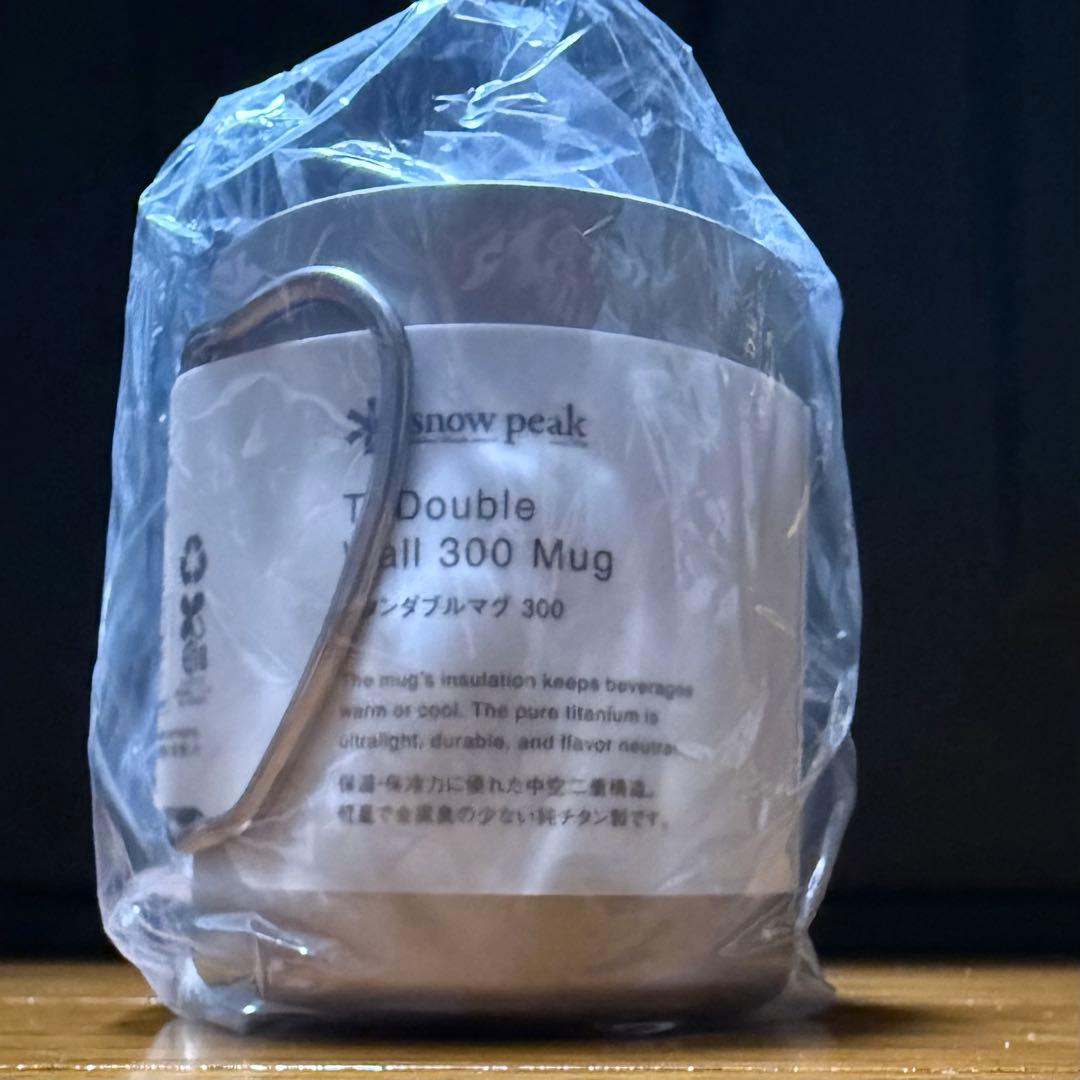 snow peak
Double
all 300 Mug
ンダブルマグ 300
The mug's insulation keeps beverages
warm or cool. The pure titanium is
ultralight, durable, and flavor neutral
保温・保冷力に優れた中空二重構造。
軽量で金属臭の少ない純チタン製です。